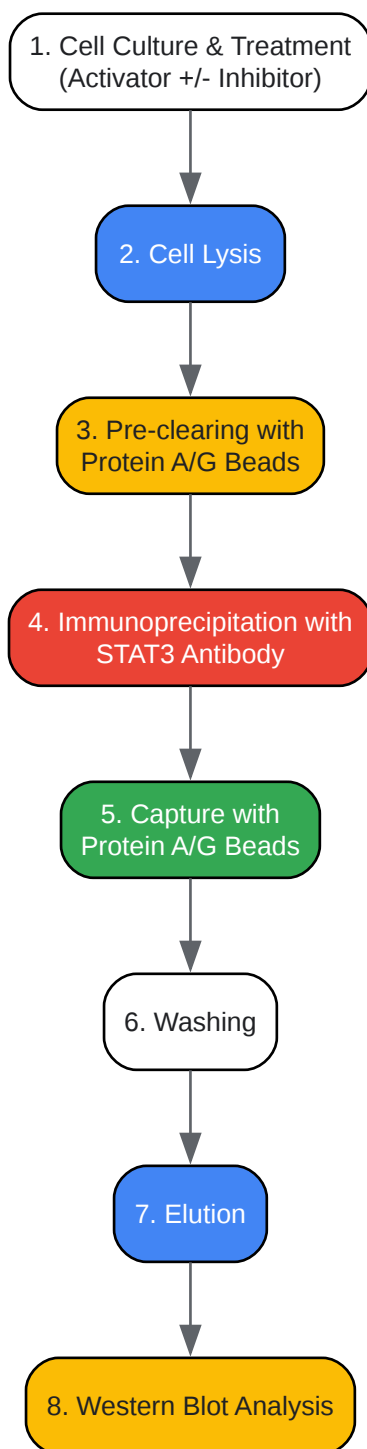 1. Cell Culture & Treatment
(Activator +/- Inhibitor)
2. Cell Lysis
3. Pre-clearing with
Protein A/G Beads
4. Immunoprecipitation with
STAT3 Antibody
5. Capture with
Protein A/G Beads
6. Washing
7. Elution
8. Western Blot Analysis